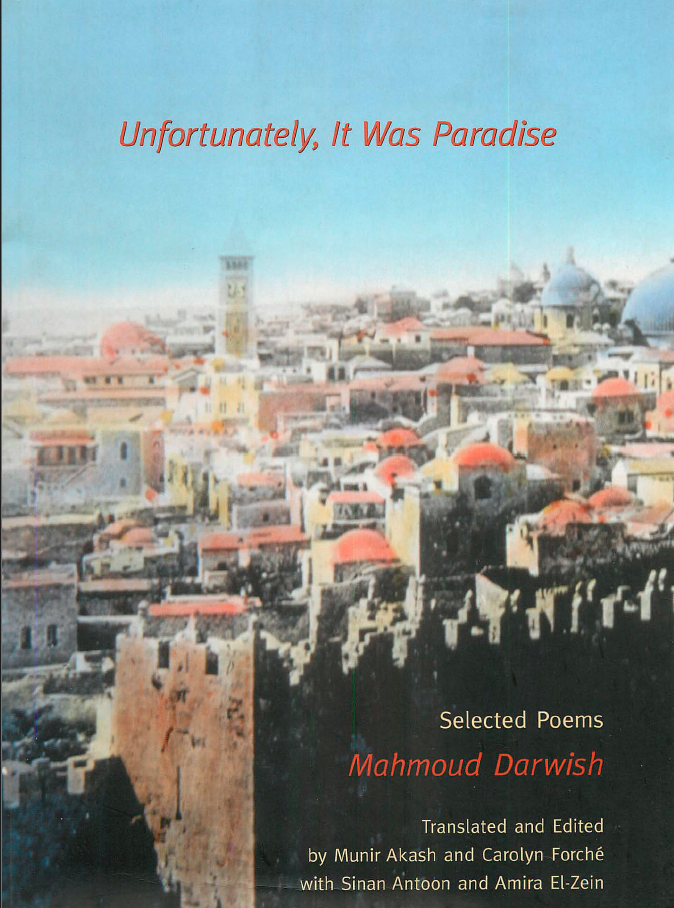 Unfortunately, It Was Paradise
Selected Poems
Mahmoud Darwish
Translated and Edited
by Munir Akash and Carolyn Forché
with Sinan Antoon and Amira El-Zein